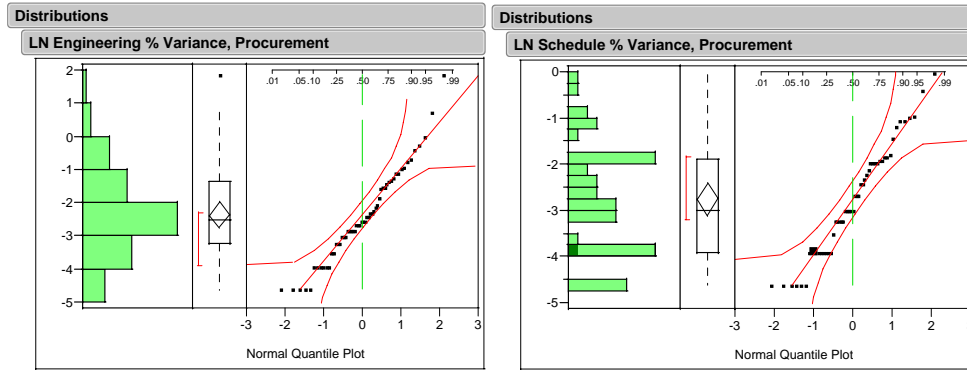 Distributions
LN Engineering % Variance, Procurement
2
1
0
-1
-2
-3
-4
-5
.01 .05 .10 .25 .50 .75 .90 .95 .99
-3 -2 -1 0 1 2 3
Normal Quantile Plot
Distributions
LN Schedule % Variance, Procurement
0
-1
-2
-3
-4
-5
.01 .05 .10 .25 .50 .75 .90 .95 .99
-3 -2 -1 0 1 2
Normal Quantile Plot